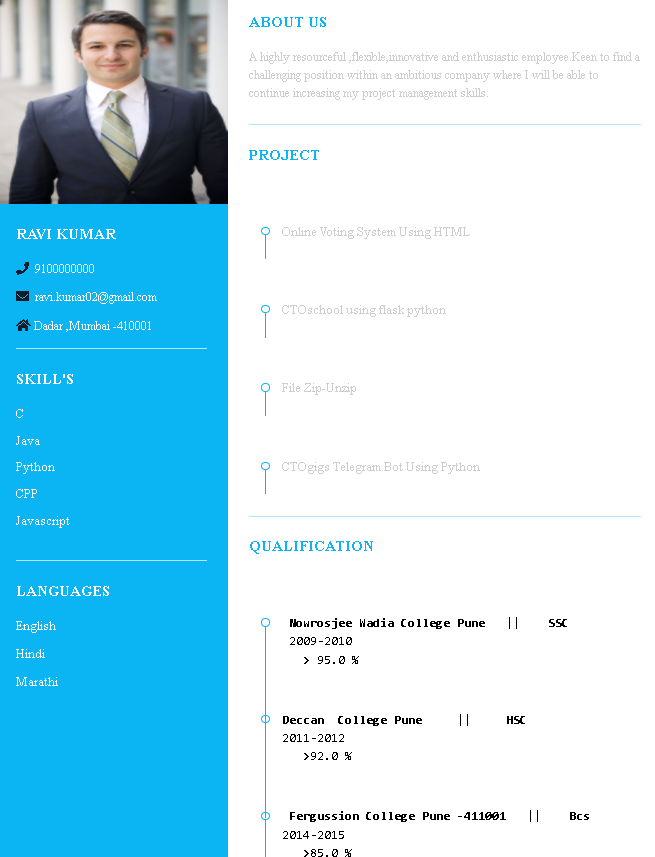 RAVI KUMAR
9100000000
ravi.kumar02@gmail.com
Dadar ,Mumbai -410001
SKILL'S
C
Java
Python
CPP
Javascript
LANGUAGES
English
Hindi
Marathi
ABOUT US
A highly resourceful ,flexible,innovative and enthusiastic employee.Keen to find a
challenging position within an ambitious company where I will be able to
continue increasing my project management skills.
PROJECT
Online Voting System Using HTML
CTOschool using flask python
File Zip-Unzip
CTOgigs Telegram Bot Using Python
QUALIFICATION
Nowrosjee Wadia College Pune || SSC
2009-2010
> 95.0 %
Deccan College Pune || HSC
2011-2012
>92.0 %
Fergussion College Pune -411001 || Bcs
2014-2015
>85.0 %